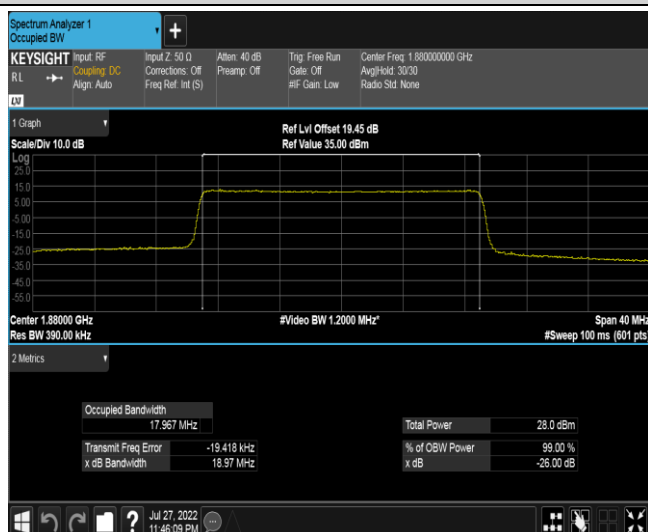 Spectrum Analyzer 1
Occupied BW
+
KEYSIGHT
Input: RF
Input Z: 50 Ω
Atten: 40 dB
Trig: Free Run
Center Freq: 1.880000000 GHz
RL
Coupling: DC
Corrections: Off
Preamp: Off
Gate: Off
Avg|Hold: 30/30
Align: Auto
Freq Ref: Int (S)
#IF Gain: Low
Radio Std: None
LXI
1 Graph
Ref Lvl Offset 19.45 dB
Scale/Div 10.0 dB
Ref Value 35.00 dBm
Log
25.0
15.0
5.00
-5.00
-15.0
-25.0
-35.0
-45.0
-55.0
Center 1.88000 GHz
#Video BW 1.2000 MHz*
Span 40 MHz
Res BW 390.00 kHz
#Sweep 100 ms (601 pts)
2 Metrics
Occupied Bandwidth
17.967 MHz
Total Power
28.0 dBm
Transmit Freq Error
-19.418 kHz
% of OBW Power
99.00 %
x dB Bandwidth
18.97 MHz
x dB
-26.00 dB
?
Jul 27, 2022
11:46:09 PM